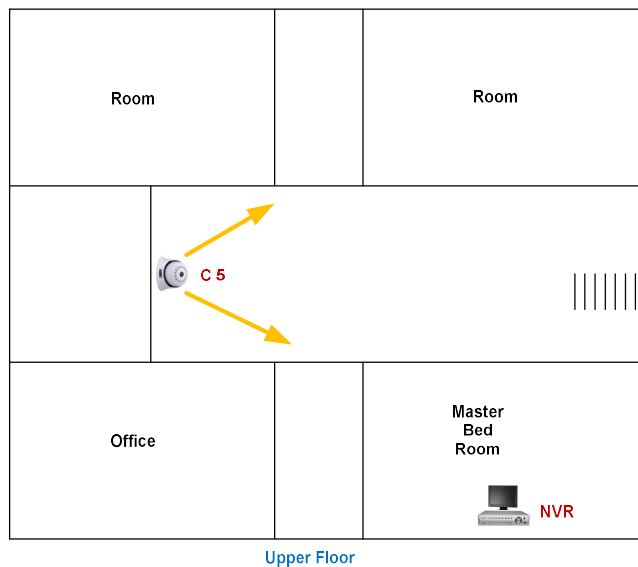 Room
Room
C 5
Office
Master
Bed
Room
NVR
Upper Floor